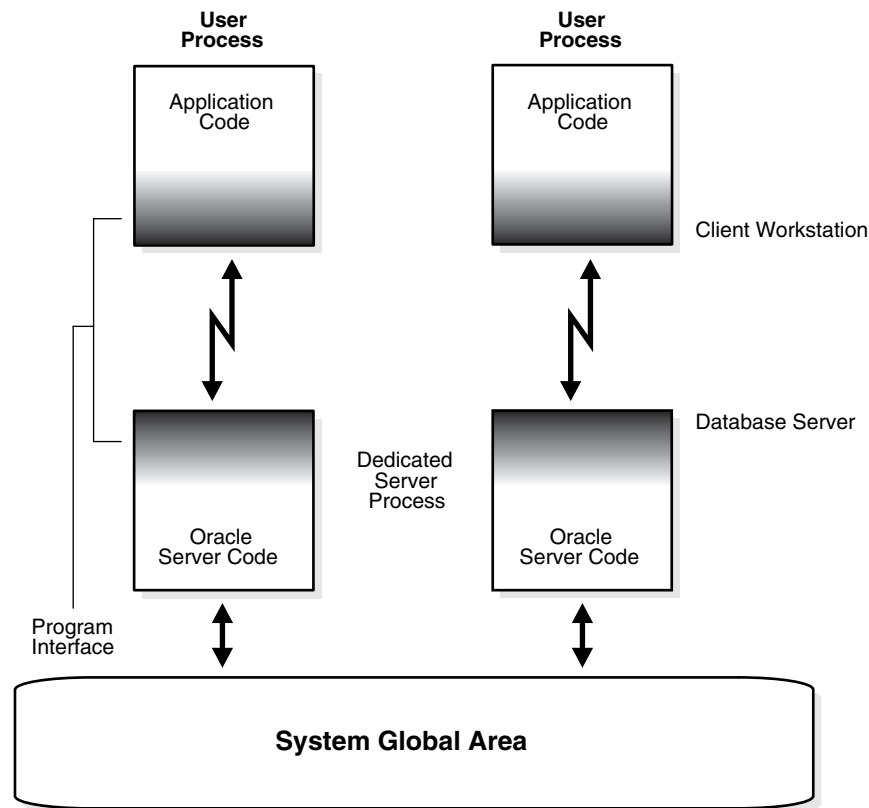 User
Process
User
Process
Application
Code
Application
Code
Client Workstation
Database Server
Dedicated
Server
Process
Oracle
Server Code
Oracle
Server Code
Program
Interface
System Global Area